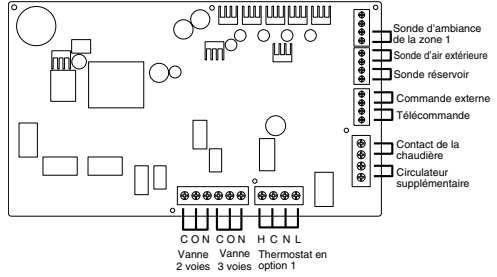 Sonde d'ambiance
de la zone 1
Sonde d'air extérieure
Sonde réservoir
Commande externe
Télécommande
Contact de la
chaudière
Circulateur
supplémentaire
C O N C O N H C N L
Vanne Vanne Thermostat en
2 voies 3 voies option 1